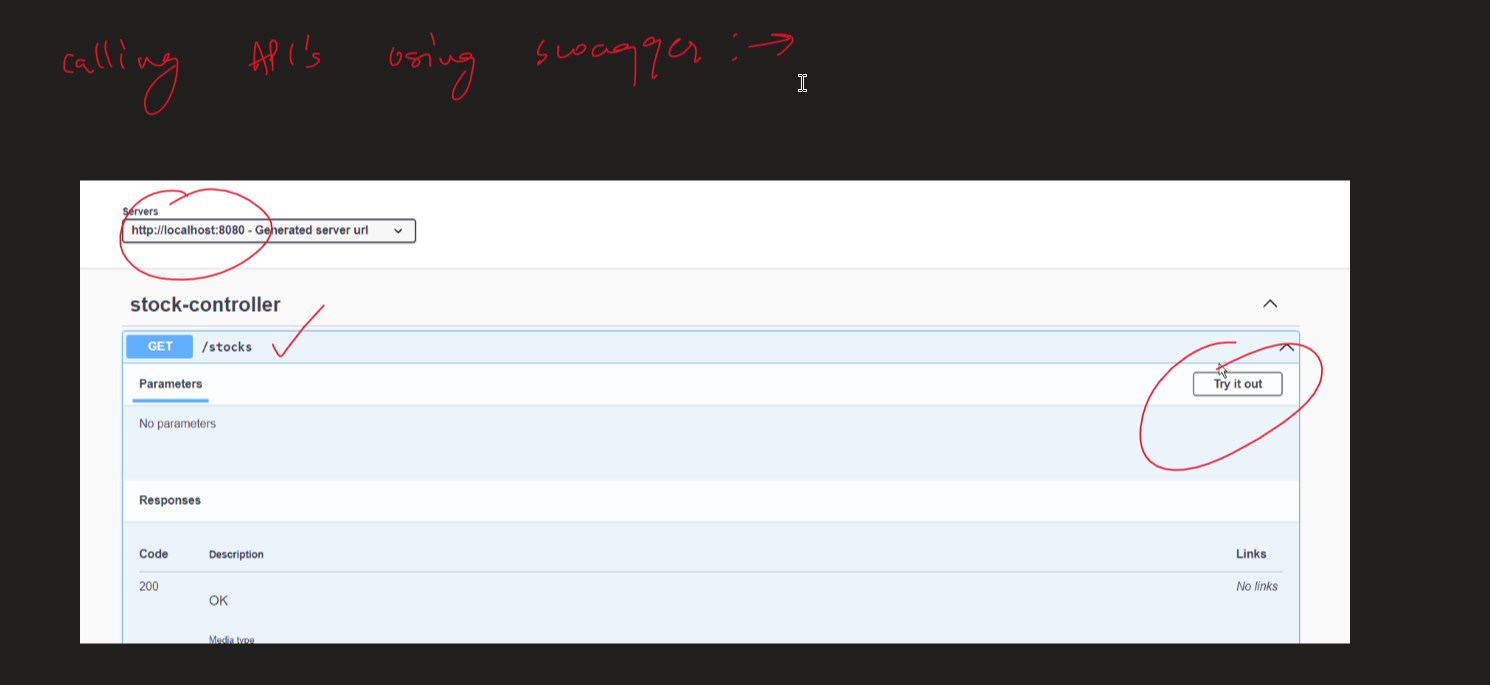 calling API's using swagger :→
Servers
http://localhost:8080 - Generated server url
stock-controller
GET /stocks
Parameters
Try it out
No parameters
Responses
Code Description Links
200 OK No links
Media type